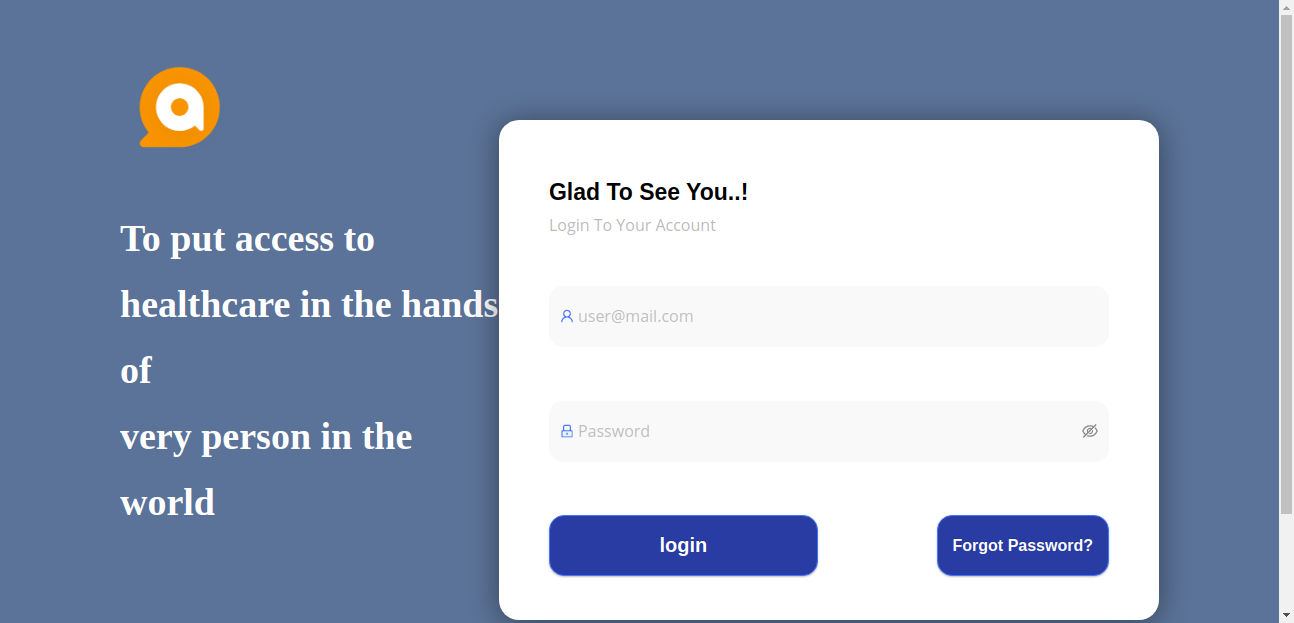 To put access to
healthcare in the hands
of
very person in the
world
Glad To See You..!
Login To Your Account
user@mail.com
Password
login
Forgot Password?